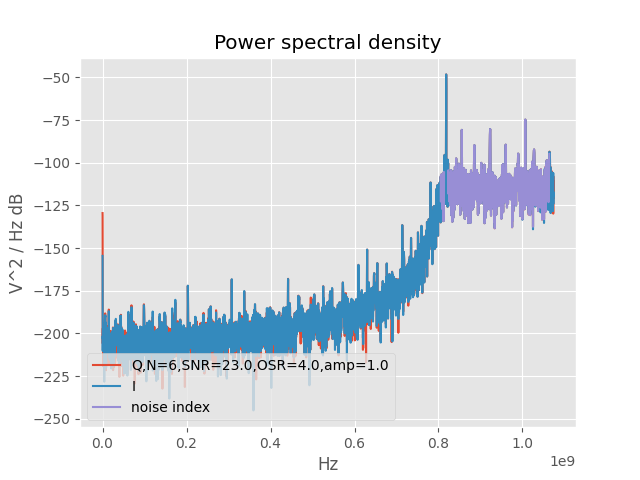 Power spectral density
V^2 / Hz dB
−50
−75
−100
−125
−150
−175
−200
−225
−250
Q,N=6,SNR=23.0,OSR=4.0,amp=1.0
I
noise index
0.0 0.2 0.4 0.6 0.8 1.0
1e9
Hz